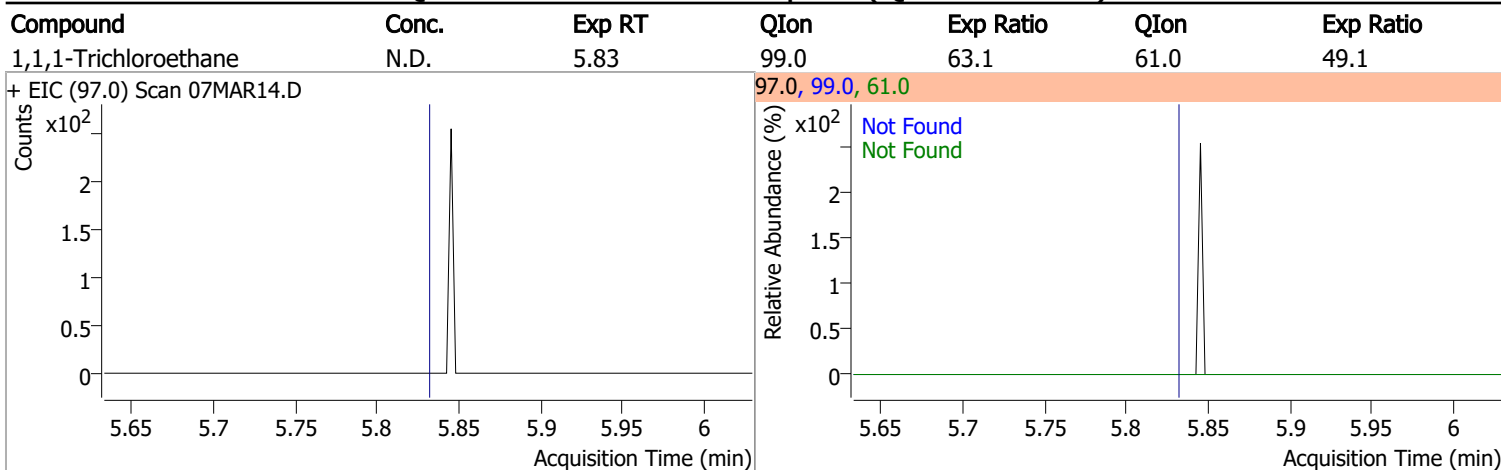 Compound Conc. Exp RT QIon Exp Ratio QIon Exp Ratio
1,1,1-Trichloroethane N.D. 5.83 99.0 63.1 61.0 49.1
+ EIC (97.0) Scan 07MAR14.D
Counts
x10²
2
1.5
1
0.5
0
5.65 5.7 5.75 5.8 5.85 5.9 5.95 6
Acquisition Time (min)
97.0, 99.0, 61.0
Relative Abundance (%)
x10²
Not Found
Not Found
2
1.5
1
0.5
0
5.65 5.7 5.75 5.8 5.85 5.9 5.95 6
Acquisition Time (min)